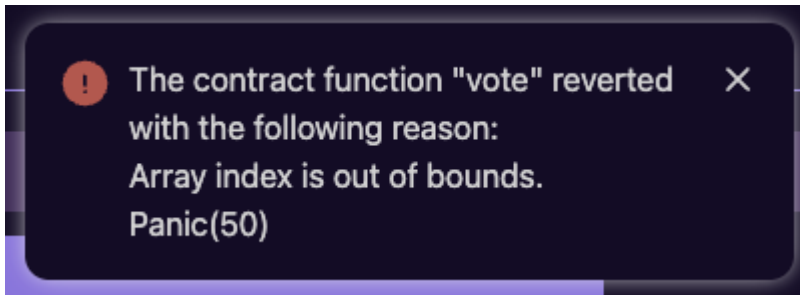 The contract function "vote" reverted
with the following reason:
Array index is out of bounds.
Panic(50)